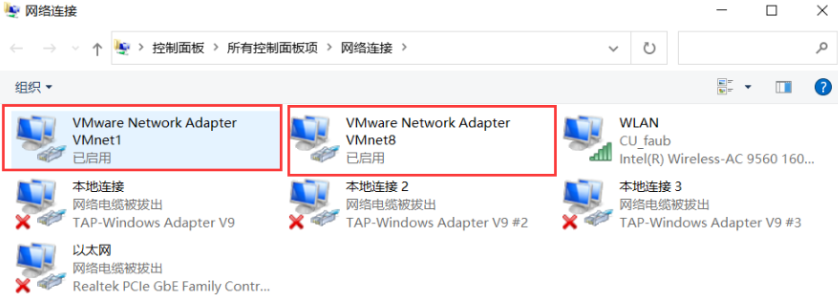 网络连接
控制面板 › 所有控制面板项 › 网络连接 ›
组织
VMware Network Adapter
VMnet1
已启用
VMware Network Adapter
VMnet8
已启用
WLAN
CU_faub
Intel(R) Wireless-AC 9560 160...
本地连接
网络电缆被拔出
TAP-Windows Adapter V9
本地连接 2
网络电缆被拔出
TAP-Windows Adapter V9 #2
本地连接 3
网络电缆被拔出
TAP-Windows Adapter V9 #3
以太网
网络电缆被拔出
Realtek PCIe GbE Family Contr...